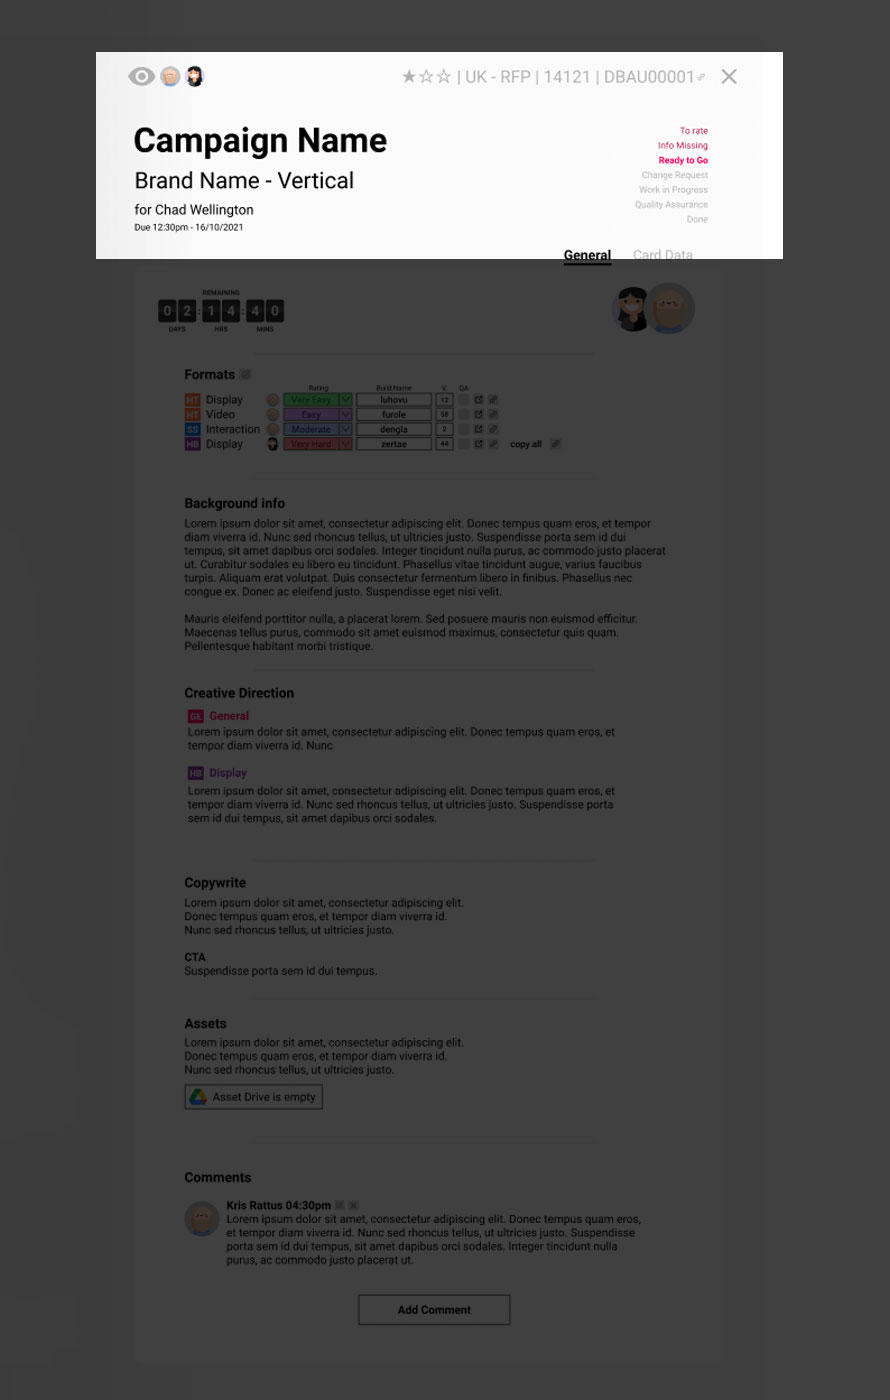 ★☆☆ | UK - RFP | 14121 | DBAU00001
Campaign Name
Brand Name - Vertical
for Chad Wellington
Due 12:30pm - 16/10/2021
To rate
Info Missing
Ready to Go
Change Request
Work in Progress
Quality Assurance
Done
General Card Data
REMAINING
02:14:40
DAYS HRS MINS
Formats
Rating Build Name V. QA
HT Display Very Easy luhovu 12
HT Video Easy furole 58
SS Interaction Moderate dengla 2
HB Display Very Hard zertae 44 copy all
Background info
Lorem ipsum dolor sit amet, consectetur adipiscing elit. Donec tempus quam eros, et tempor
diam viverra id. Nunc sed rhoncus tellus, ut ultricies justo. Suspendisse porta sem id dui
tempus, sit amet dapibus orci sodales. Integer tincidunt nulla purus, ac commodo justo placerat
ut. Curabitur sodales eu libero eu tincidunt. Phasellus vitae tincidunt augue, varius faucibus
turpis. Aliquam erat volutpat. Duis consectetur fermentum libero in finibus. Phasellus nec
congue ex. Donec ac eleifend justo. Suspendisse eget nisi velit.
Mauris eleifend porttitor nulla, a placerat lorem. Sed posuere mauris non euismod efficitur.
Maecenas tellus purus, commodo sit amet euismod maximus, consectetur quis quam.
Pellentesque habitant morbi tristique.
Creative Direction
GE General
Lorem ipsum dolor sit amet, consectetur adipiscing elit. Donec tempus quam eros, et
tempor diam viverra id. Nunc
HB Display
Lorem ipsum dolor sit amet, consectetur adipiscing elit. Donec tempus quam eros, et
tempor diam viverra id. Nunc sed rhoncus tellus, ut ultricies justo. Suspendisse porta
sem id dui tempus, sit amet dapibus orci sodales.
Copywrite
Lorem ipsum dolor sit amet, consectetur adipiscing elit.
Donec tempus quam eros, et tempor diam viverra id.
Nunc sed rhoncus tellus, ut ultricies justo.
CTA
Suspendisse porta sem id dui tempus.
Assets
Lorem ipsum dolor sit amet, consectetur adipiscing elit.
Donec tempus quam eros, et tempor diam viverra id.
Nunc sed rhoncus tellus, ut ultricies justo.
Asset Drive is empty
Comments
Kris Rattus 04:30pm
Lorem ipsum dolor sit amet, consectetur adipiscing elit. Donec tempus quam eros,
et tempor diam viverra id. Nunc sed rhoncus tellus, ut ultricies justo. Suspendisse
porta sem id dui tempus, sit amet dapibus orci sodales. Integer tincidunt nulla
purus, ac commodo justo placerat ut.
Add Comment